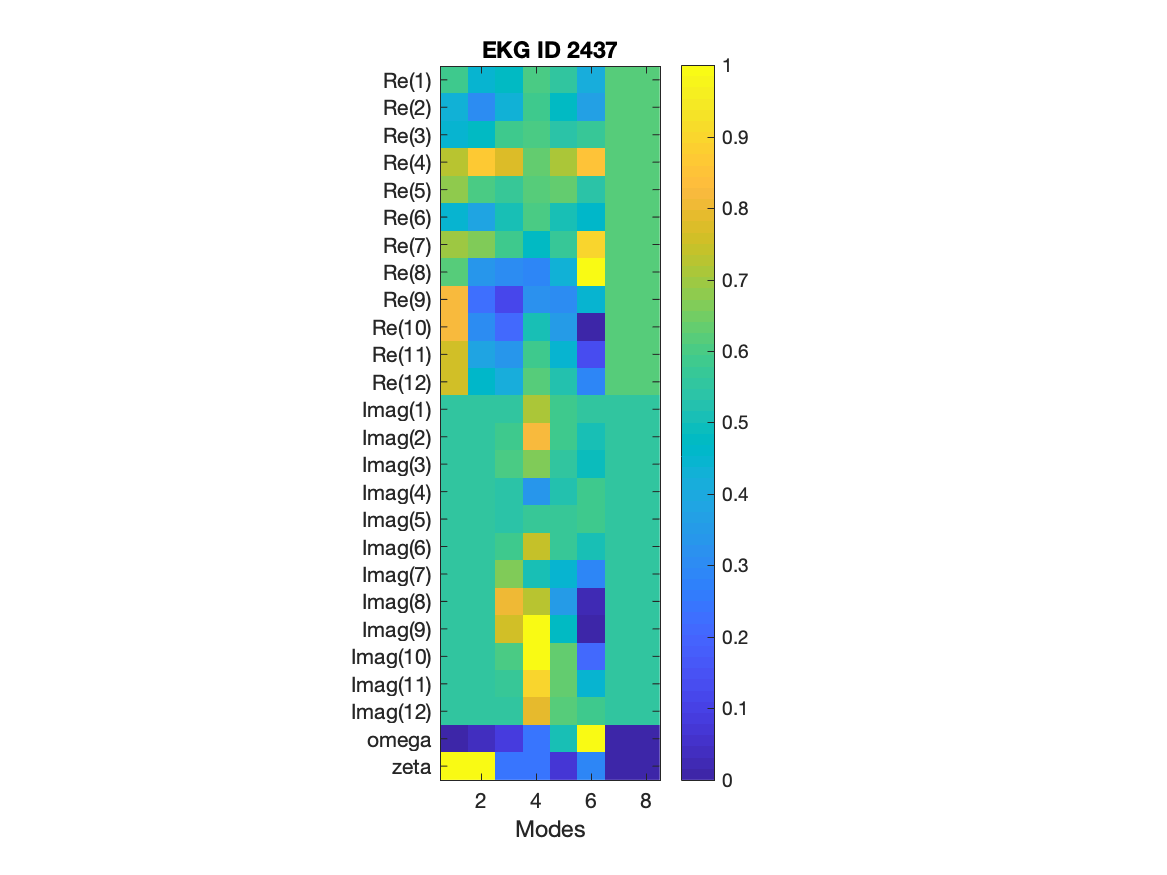 EKG ID 2437
Re(1)
Re(2)
Re(3)
Re(4)
Re(5)
Re(6)
Re(7)
Re(8)
Re(9)
Re(10)
Re(11)
Re(12)
Imag(1)
Imag(2)
Imag(3)
Imag(4)
Imag(5)
Imag(6)
Imag(7)
Imag(8)
Imag(9)
Imag(10)
Imag(11)
Imag(12)
omega
zeta
2 4 6 8
Modes
1
0.9
0.8
0.7
0.6
0.5
0.4
0.3
0.2
0.1
0